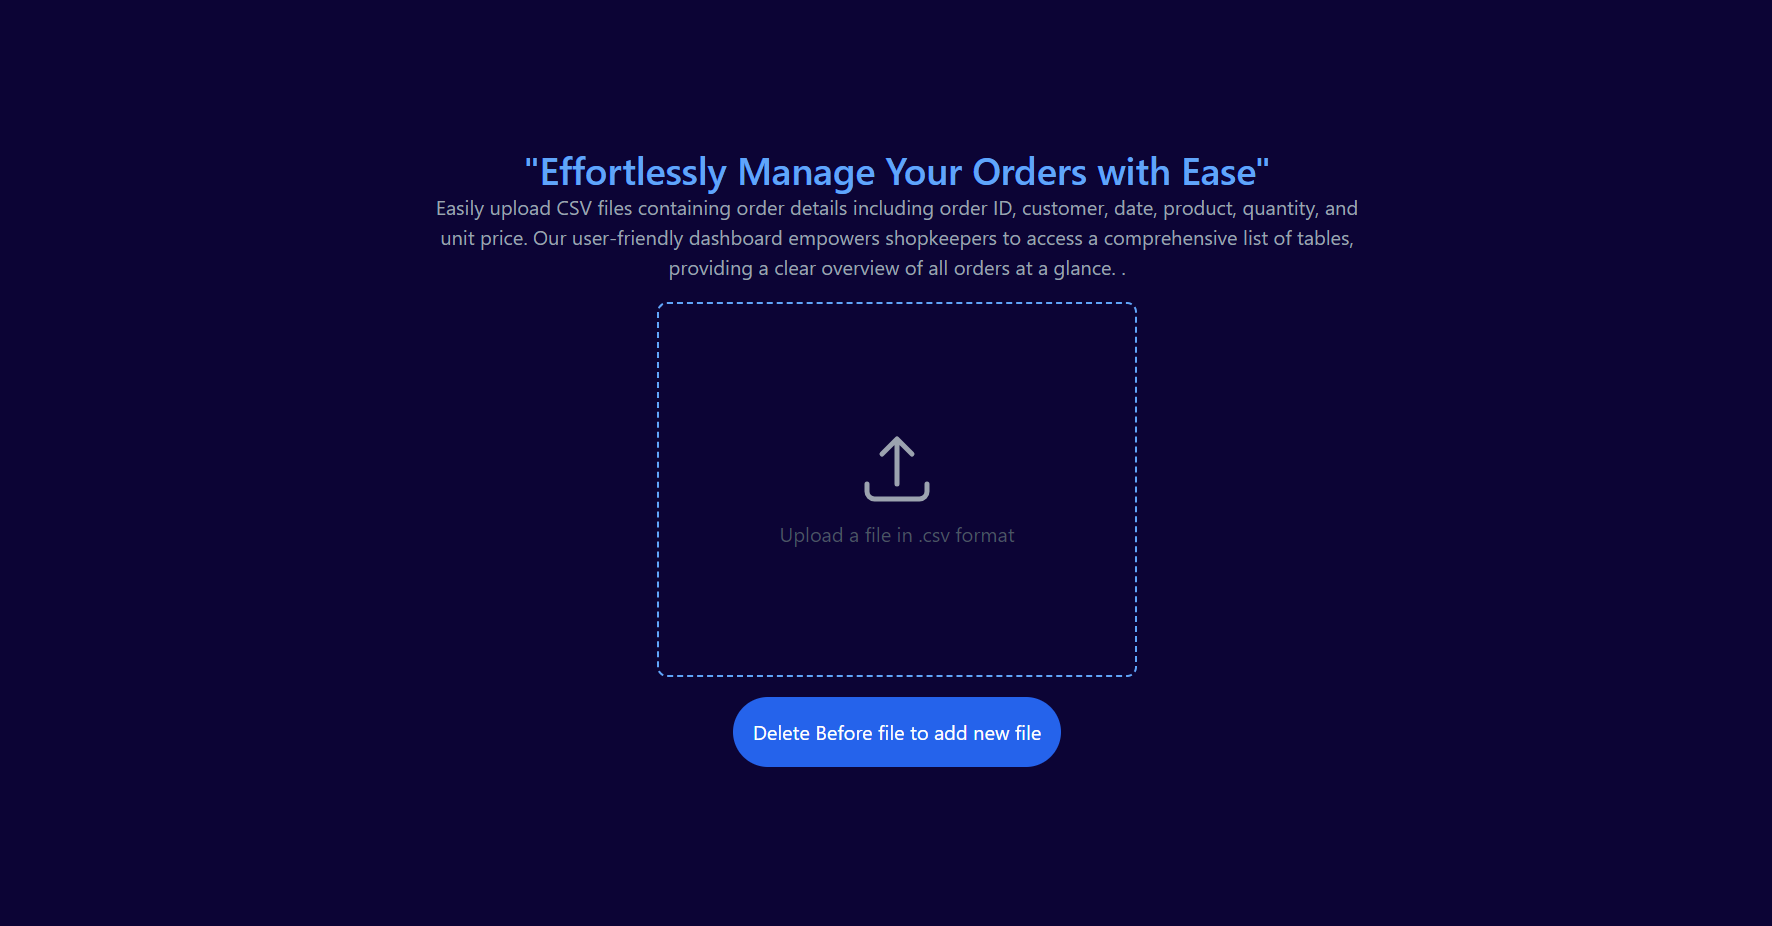 "Effortlessly Manage Your Orders with Ease"
Easily upload CSV files containing order details including order ID, customer, date, product, quantity, and
unit price. Our user-friendly dashboard empowers shopkeepers to access a comprehensive list of tables,
providing a clear overview of all orders at a glance. .
Upload a file in .csv format
Delete Before file to add new file